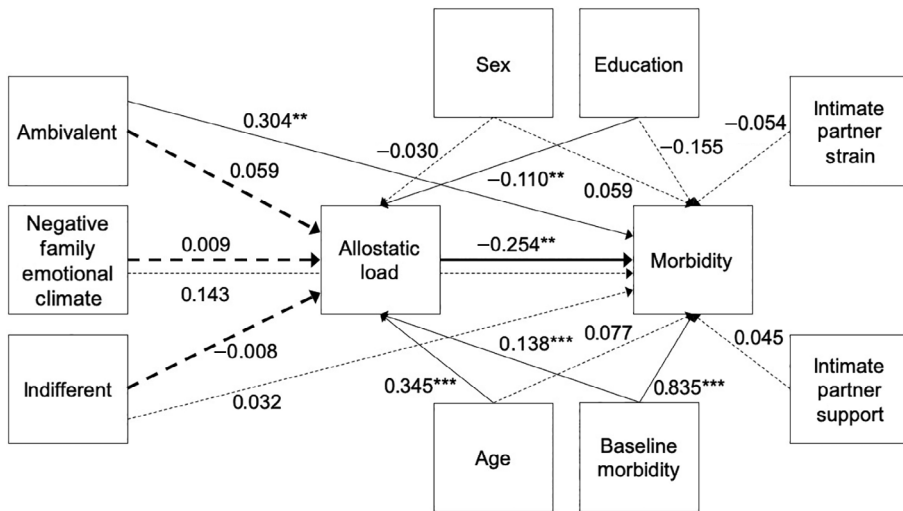 Sex
Education
Ambivalent
Intimate
partner
strain
0.304**
−0.030
−0.155
−0.054
0.059
−0.110**
0.059
Negative
family
emotional
climate
0.009
0.143
Allostatic
load
−0.254**
Morbidity
−0.008
0.138***
0.077
0.045
Indifferent
0.032
0.345***
0.835***
Intimate
partner
support
Age
Baseline
morbidity